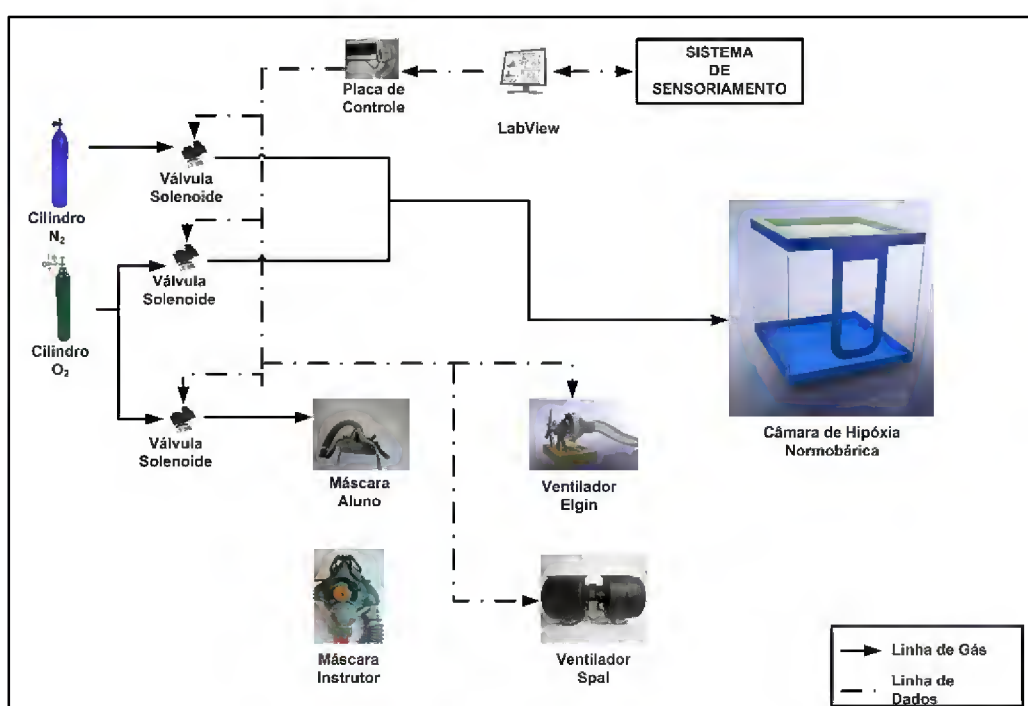 SISTEMA
DE
SENSORIAMENTO
Placa de
Controle
LabView
Cilindro
N₂
Válvula
Solenoide
Válvula
Solenoide
Cilindro
O₂
Válvula
Solenoide
Máscara
Aluno
Ventilador
Elgin
Câmara de Hipóxia
Normobárica
Máscara
Instrutor
Ventilador
Spal
Linha de Gás
Linha de
Dados